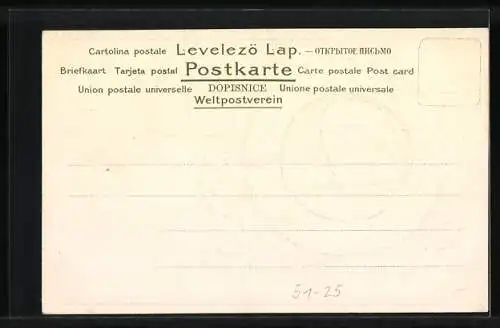 Cartolina postale Levelezö Lap. — ОТКРЫТОЕ ПИСЬМО
Briefkaart Tarjeta postal Postkarte Carte postale Post card
Union postale universelle DOPISNICE Unione postale universale
Weltpostverein
51-25